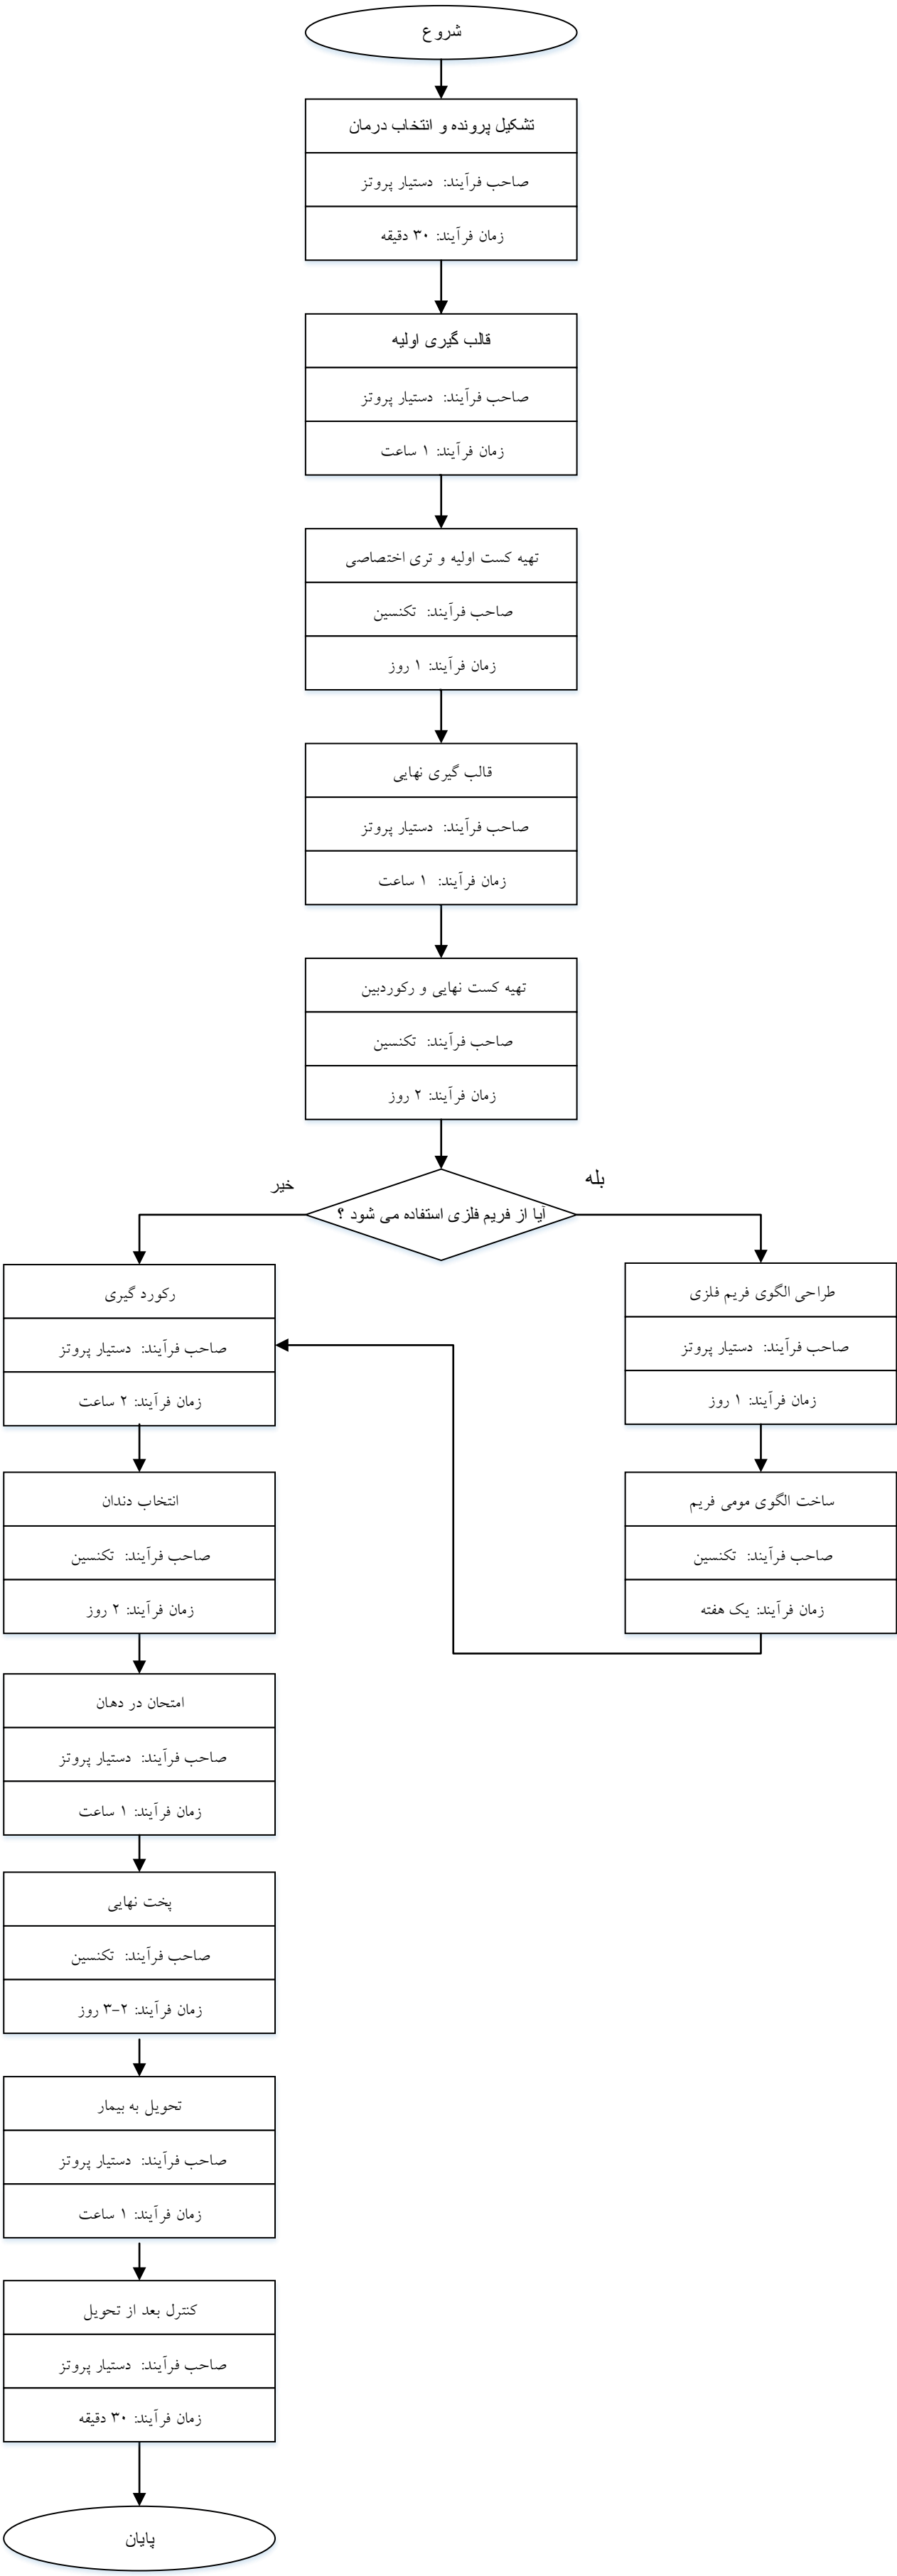 شروع
تشکیل پرونده و انتخاب درمان
صاحب فرآیند: دستیار پروتز
زمان فرآیند: ۳۰ دقیقه
قالب گیری اولیه
صاحب فرآیند: دستیار پروتز
زمان فرآیند: ۱ ساعت
تهیه کست اولیه و تری اختصاصی
صاحب فرآیند: تکنسین
زمان فرآیند: ۱ روز
قالب گیری نهایی
صاحب فرآیند: دستیار پروتز
زمان فرآیند: ۱ ساعت
تهیه کست نهایی و رکوردبین
صاحب فرآیند: تکنسین
زمان فرآیند: ۲ روز
آیا از فریم فلزی استفاده می شود ؟
بله
خیر
طراحی الگوی فریم فلزی
صاحب فرآیند: دستیار پروتز
زمان فرآیند: ۱ روز
ساخت الگوی مومی فریم
صاحب فرآیند: تکنسین
زمان فرآیند: یک هفته
رکورد گیری
صاحب فرآیند: دستیار پروتز
زمان فرآیند: ۲ ساعت
انتخاب دندان
صاحب فرآیند: تکنسین
زمان فرآیند: ۲ روز
امتحان در دهان
صاحب فرآیند: دستیار پروتز
زمان فرآیند: ۱ ساعت
پخت نهایی
صاحب فرآیند: تکنسین
زمان فرآیند: ۲-۳ روز
تحویل به بیمار
صاحب فرآیند: دستیار پروتز
زمان فرآیند: ۱ ساعت
کنترل بعد از تحویل
صاحب فرآیند: دستیار پروتز
زمان فرآیند: ۳۰ دقیقه
پایان